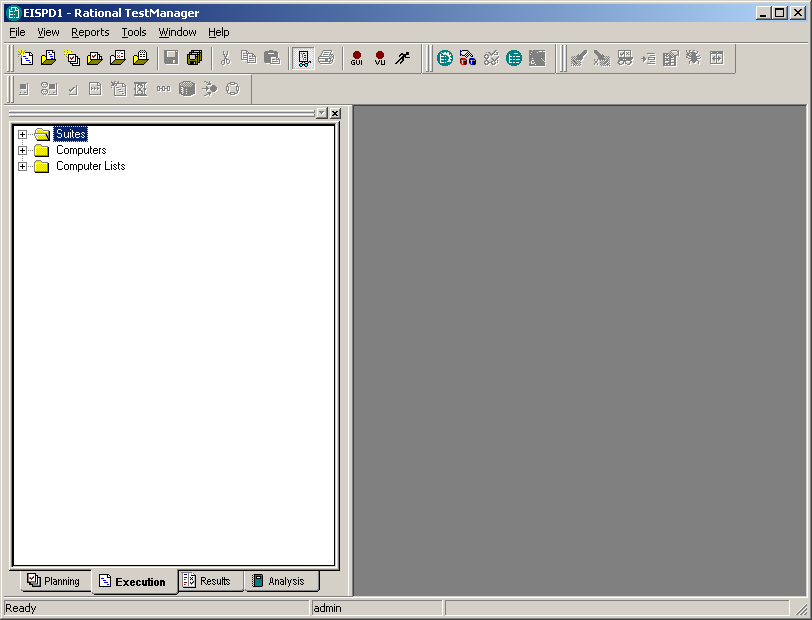 EISPD1 - Rational TestManager
File View Reports Tools Window Help
GUI VU
Suites
Computers
Computer Lists
Planning Execution Results Analysis
Ready admin